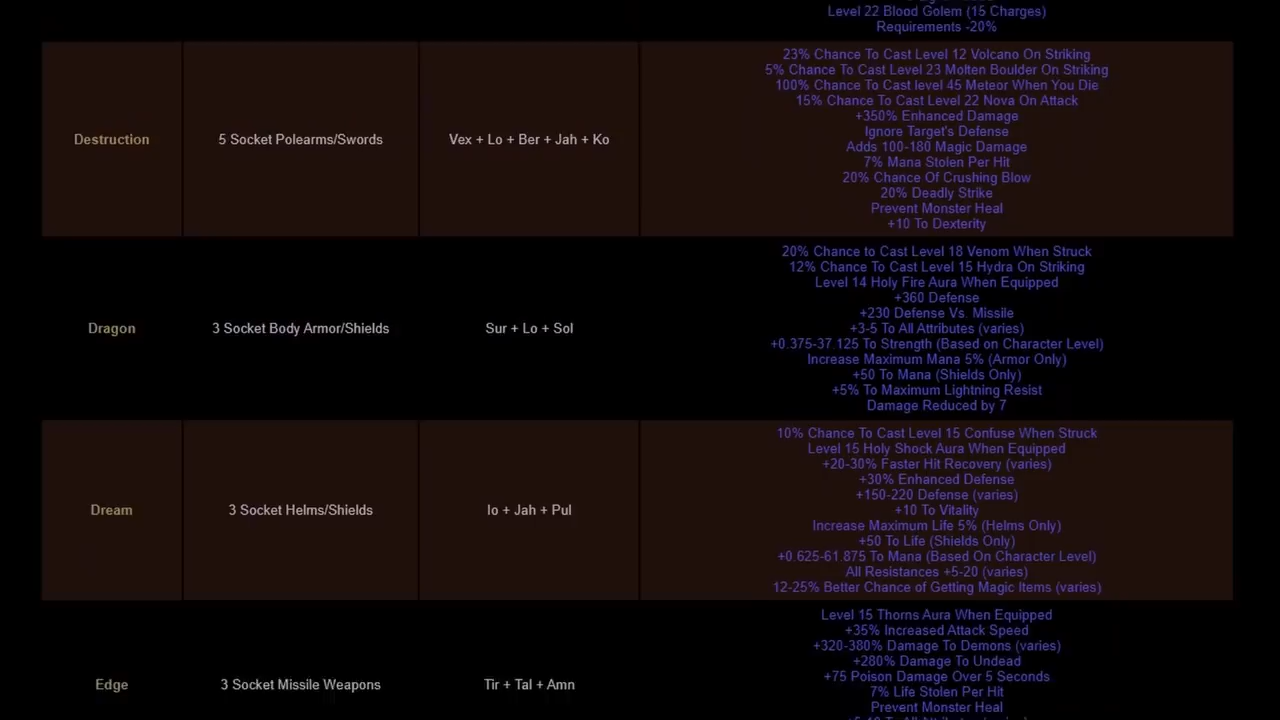 Level 22 Blood Golem (15 Charges)
Requirements -20%
Destruction
5 Socket Polearms/Swords
Vex + Lo + Ber + Jah + Ko
23% Chance To Cast Level 12 Volcano On Striking
5% Chance To Cast Level 23 Molten Boulder On Striking
100% Chance To Cast level 45 Meteor When You Die
15% Chance To Cast Level 22 Nova On Attack
+350% Enhanced Damage
Ignore Target's Defense
Adds 100-180 Magic Damage
7% Mana Stolen Per Hit
20% Chance Of Crushing Blow
20% Deadly Strike
Prevent Monster Heal
+10 To Dexterity
Dragon
3 Socket Body Armor/Shields
Sur + Lo + Sol
20% Chance to Cast Level 18 Venom When Struck
12% Chance To Cast Level 15 Hydra On Striking
Level 14 Holy Fire Aura When Equipped
+360 Defense
+230 Defense Vs. Missile
+3-5 To All Attributes (varies)
+0.375-37.125 To Strength (Based on Character Level)
Increase Maximum Mana 5% (Armor Only)
+50 To Mana (Shields Only)
+5% To Maximum Lightning Resist
Damage Reduced by 7
Dream
3 Socket Helms/Shields
Io + Jah + Pul
10% Chance To Cast Level 15 Confuse When Struck
Level 15 Holy Shock Aura When Equipped
+20-30% Faster Hit Recovery (varies)
+30% Enhanced Defense
+150-220 Defense (varies)
+10 To Vitality
Increase Maximum Life 5% (Helms Only)
+50 To Life (Shields Only)
+0.625-61.875 To Mana (Based On Character Level)
All Resistances +5-20 (varies)
12-25% Better Chance of Getting Magic Items (varies)
Edge
3 Socket Missile Weapons
Tir + Tal + Amn
Level 15 Thorns Aura When Equipped
+35% Increased Attack Speed
+320-380% Damage To Demons (varies)
+280% Damage To Undead
+75 Poison Damage Over 5 Seconds
7% Life Stolen Per Hit
Prevent Monster Heal